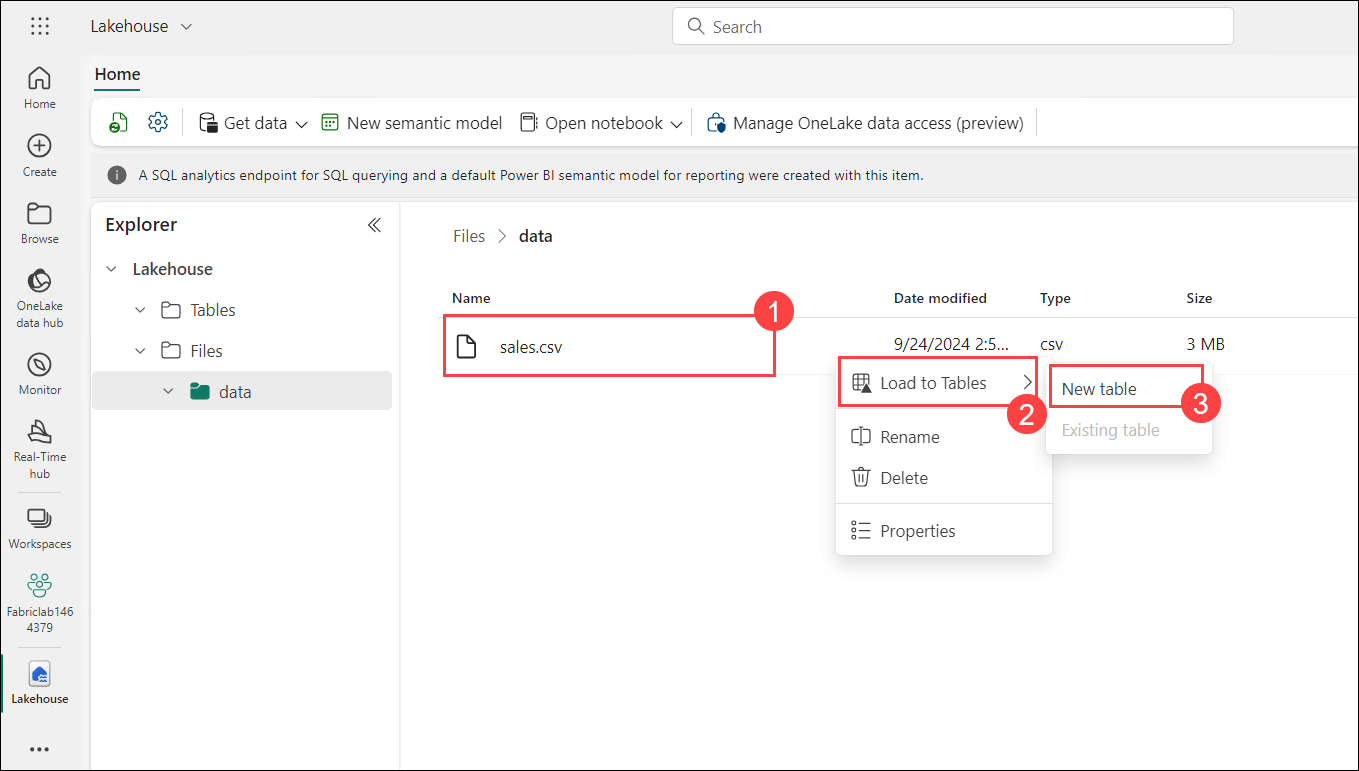 Lakehouse
Search
Home
Home
Get data
New semantic model
Open notebook
Manage OneLake data access (preview)
Create
A SQL analytics endpoint for SQL querying and a default Power BI semantic model for reporting were created with this item.
Browse
OneLake
data hub
Monitor
Real-Time
hub
Workspaces
Fabriclab146
4379
Lakehouse
Explorer
Lakehouse
Tables
Files
data
Files
data
Name
Date modified
Type
Size
1
sales.csv
9/24/2024 2:5...
csv
3 MB
Load to Tables
2
New table
3
Existing table
Rename
Delete
Properties